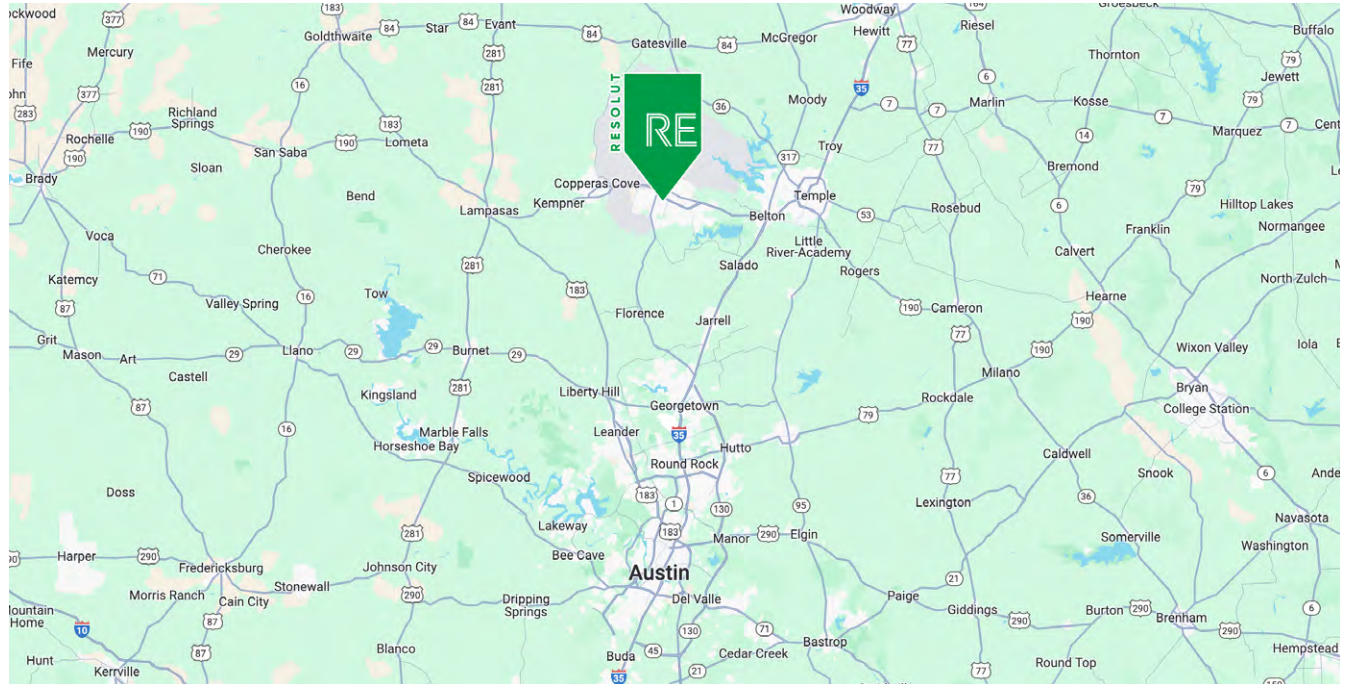 183
ockwood
377
Goldthwaite
84
Star
Evant
84
Woodway
164
Groesbeck
Buffalo
Hewitt
77
Riesel
Gatesville
84
McGregor
Thornton
Mercury
281
6
Jewett
Fife
16
35
79
ohn
377
RESOLUT
RE
36
Moody
7
Marlin
Kosse
283
Richland
Springs
281
7
7
Cent
Rochelle
190
183
Troy
14
Marquez
7
190
San Saba
190
Lometa
317
77
Bremond
Sloan
79
Brady
Bend
Copperas Cove
Kempner
Temple
6
Lampasas
Belton
53
Rosebud
Hilltop Lakes
Voca
Cherokee
Little
River-Academy
Franklin
Normangee
Calvert
281
Salado
Rogers
71
Katemcy
Tow
183
North Zulch
87
Valley Spring
16
Florence
190
Cameron
Hearne
Jarrell
77
190
Grit
Mason
Art
29
Llano
29
29
Burnet
29
190
Wixon Valley
Iola
Castell
Milano
281
Liberty Hill
Bryan
Kingsland
Georgetown
Rockdale
College Station
87
79
16
Marble Falls
Horseshoe Bay
Leander
35
Hutto
Caldwell
Round Rock
Snook
6
Spicewood
77
Doss
183
1
130
95
Lexington
36
Lakeway
183
Navasota
281
Manor
290
Elgin
Somerville
Harper
290
Bee Cave
Washington
Fredericksburg
Johnson City
Stonewall
Austin
21
Morris Ranch
Cain City
290
Dripping
Springs
Del Valle
Paige
Giddings
Burton
290
6
ountain
Home
10
87
130
71
290
Brenham
290
87
Blanco
45
Cedar Creek
Bastrop
Hempstead
Hunt
Buda
21
77
Round Top
Kerrville
35